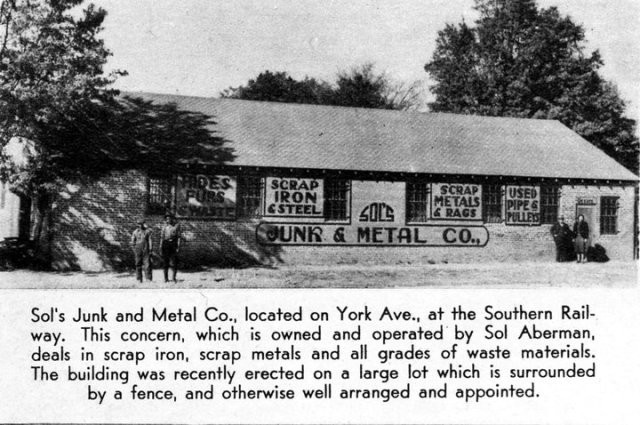 HIDES
FURS
& WASTE
SCRAP
IRON
& STEEL
SOL'S
SCRAP
METALS
& RAGS
USED
PIPE &
PULLEYS
JUNK & METAL CO.,
Sol's Junk and Metal Co., located on York Ave., at the Southern Rail-
way. This concern, which is owned and operated by Sol Aberman,
deals in scrap iron, scrap metals and all grades of waste materials.
The building was recently erected on a large lot which is surrounded
by a fence, and otherwise well arranged and appointed.